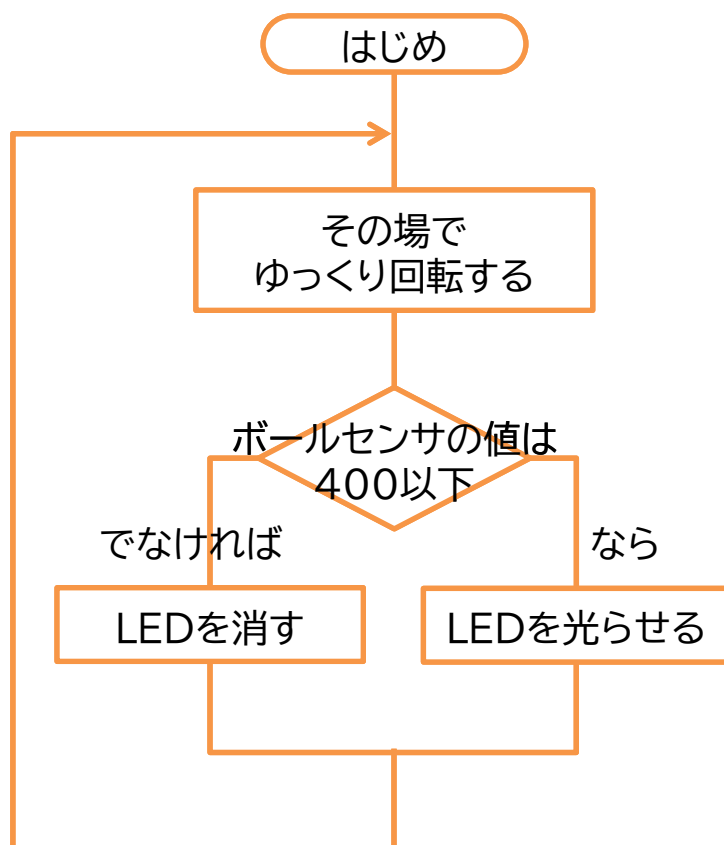 はじめ
その場で
ゆっくり回転する
ボールセンサの値は
400以下
でなければ
なら
LEDを消す
LEDを光らせる